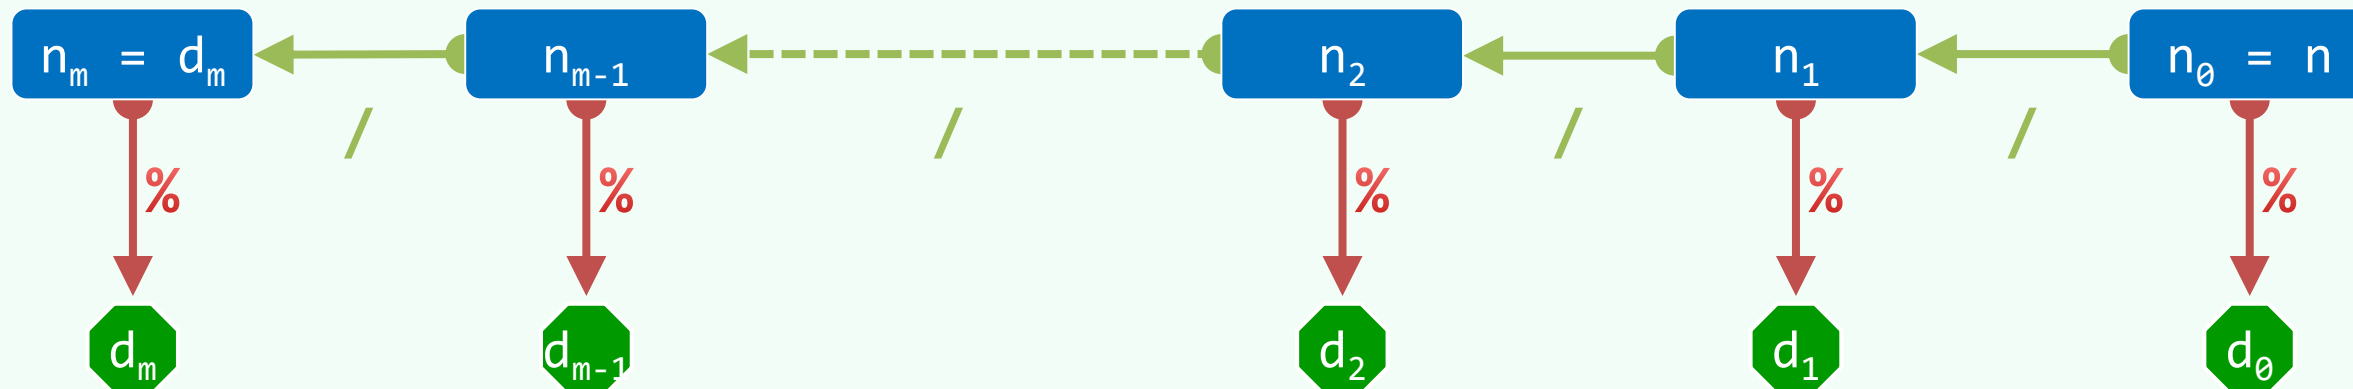 nₘ = dₘ nₘ₋₁ n₂ n₁ n₀ = n
/ / / /
% % % % %
dₘ dₘ₋₁ d₂ d₁ d₀